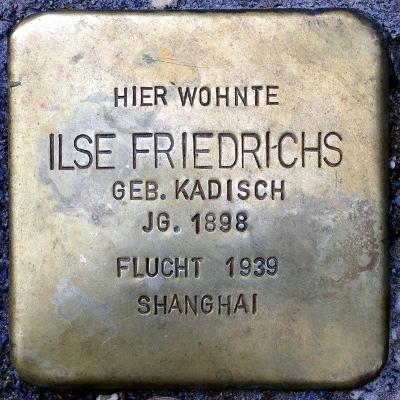 HIER WOHNTE
ILSE FRIEDRICHS
GEB. KADISCH
JG. 1898
FLUCHT 1939
SHANGHAI